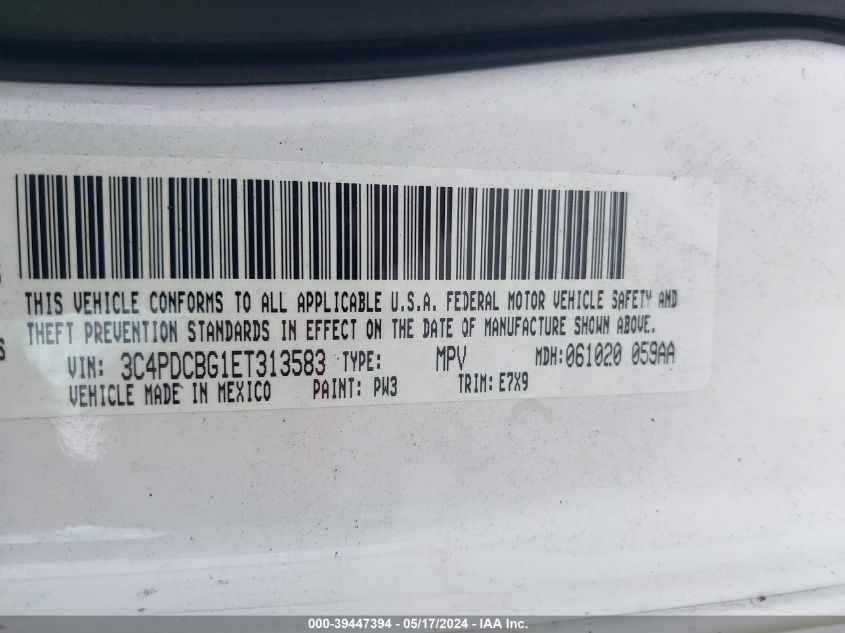 THIS VEHICLE CONFORMS TO ALL APPLICABLE U.S.A. FEDERAL MOTOR VEHICLE SAFETY AND
THEFT PREVENTION STANDARDS IN EFFECT ON THE DATE OF MANUFACTURE SHOWN ABOVE.
VIN: 3C4PDCBG1ET313583 TYPE: MPV MDH:061020 059AA
VEHICLE MADE IN MEXICO PAINT: PW3 TRIM: E7X9
S
000-39447394 - 05/17/2024 - IAA Inc.